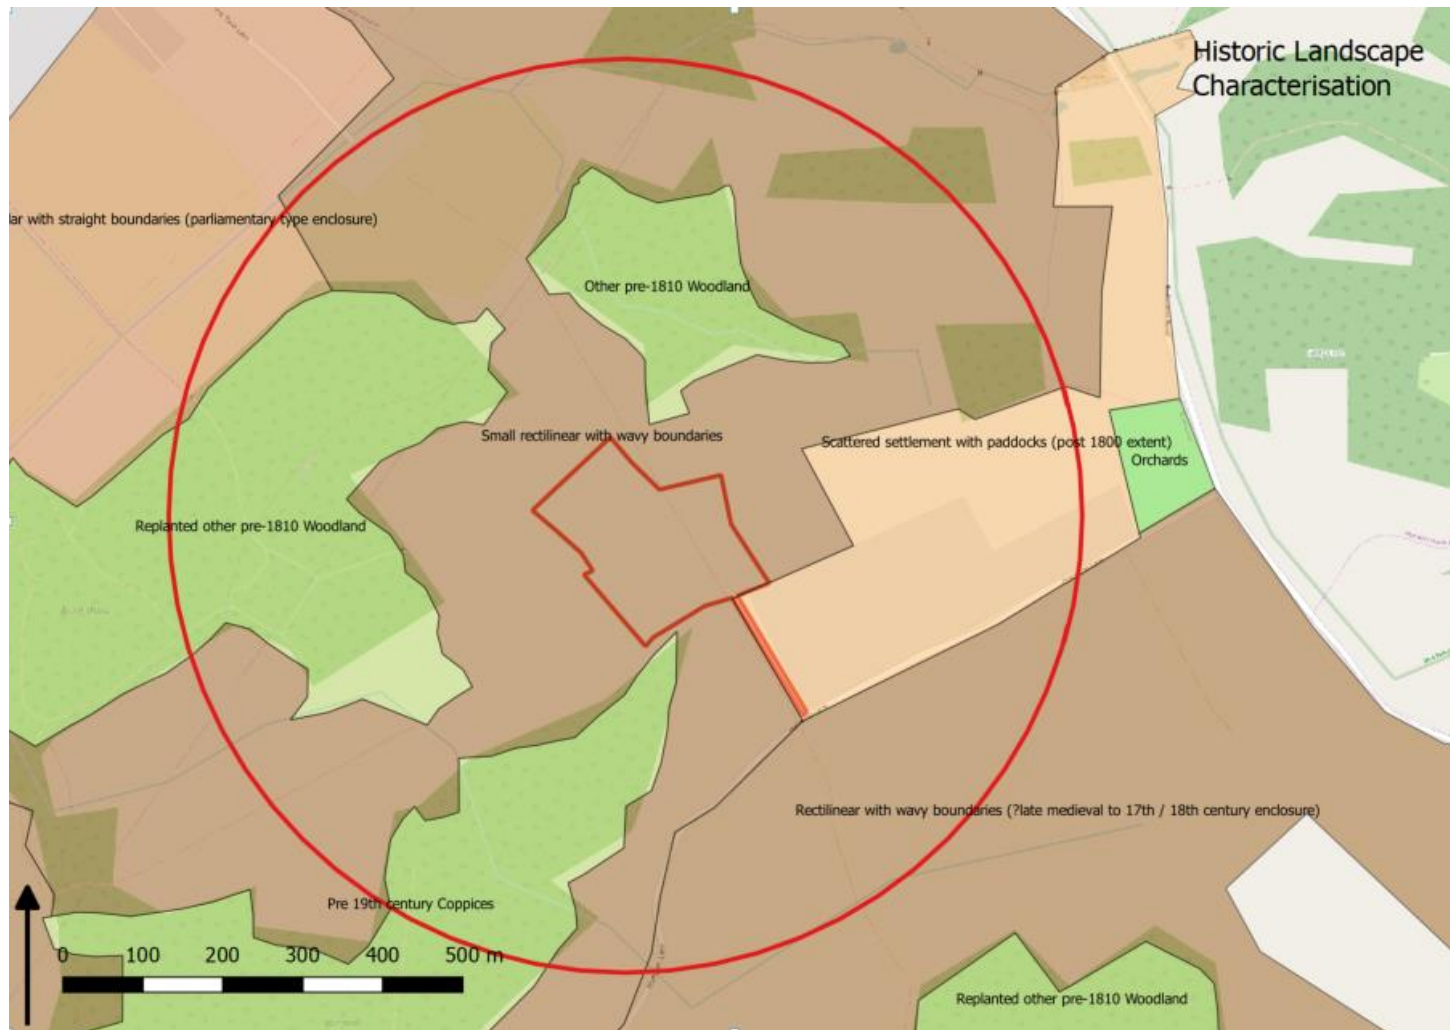 Historic Landscape
Characterisation
lar with straight boundaries (parliamentary type enclosure)
Other pre-1810 Woodland
Small rectilinear with wavy boundaries
Scattered settlement with paddocks (post 1800 extent)
Orchards
Replanted other pre-1810 Woodland
Rectilinear with wavy boundaries (?late medieval to 17th / 18th century enclosure)
Pre 19th century Coppices
0 100 200 300 400 500 m
Replanted other pre-1810 Woodland